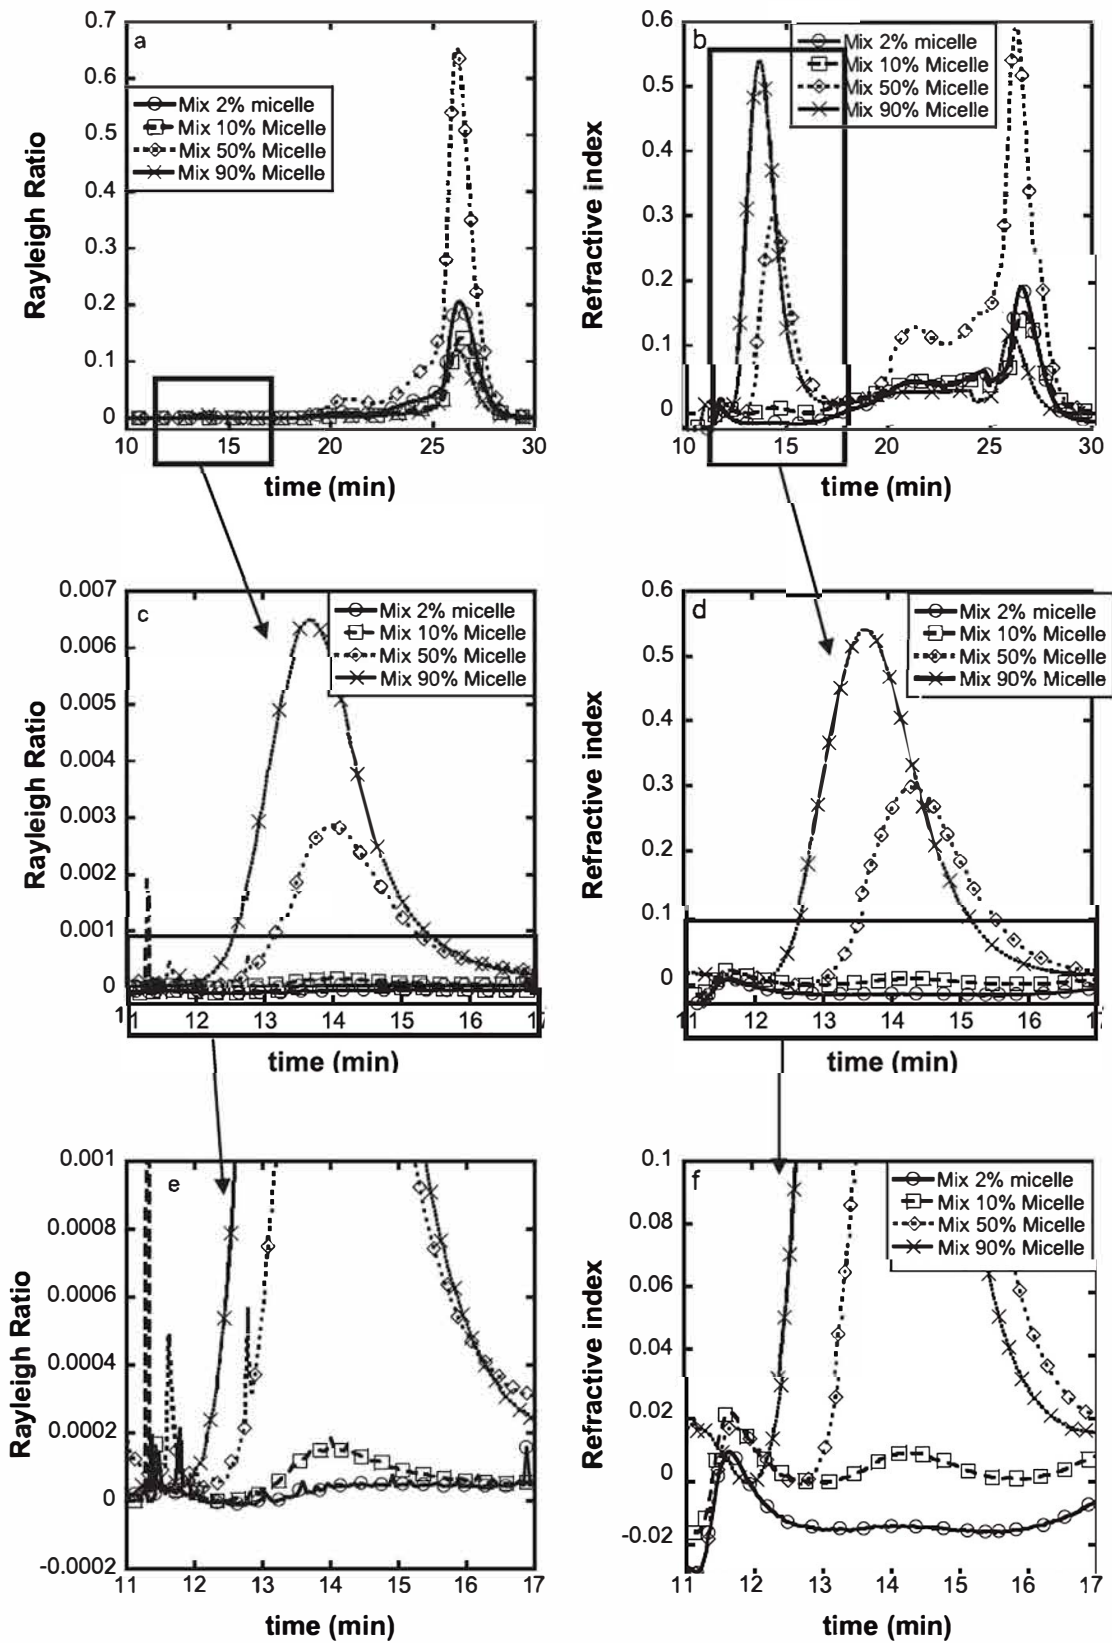 a
Rayleigh Ratio
0.7
0.6
0.5
0.4
0.3
0.2
0.1
0
Mix 2% micelle
Mix 10% Micelle
Mix 50% Micelle
Mix 90% Micelle
10 15 20 25 30
time (min)
b
Refractive index
0.6
0.5
0.4
0.3
0.2
0.1
0
Mix 2% micelle
Mix 10% Micelle
Mix 50% Micelle
Mix 90% Micelle
10 15 20 25 30
time (min)
c
Rayleigh Ratio
0.007
0.006
0.005
0.004
0.003
0.002
0.001
0
Mix 2% micelle
Mix 10% Micelle
Mix 50% Micelle
Mix 90% Micelle
11 12 13 14 15 16
time (min)
d
Refractive index
0.6
0.5
0.4
0.3
0.2
0.1
0
Mix 2% micelle
Mix 10% Micelle
Mix 50% Micelle
Mix 90% Micelle
12 13 14 15 16
time (min)
e
Rayleigh Ratio
0.001
0.0008
0.0006
0.0004
0.0002
0
-0.0002
11 12 13 14 15 16 17
time (min)
f
Refractive index
0.1
0.08
0.06
0.04
0.02
0
-0.02
Mix 2% micelle
Mix 10% Micelle
Mix 50% Micelle
Mix 90% Micelle
11 12 13 14 15 16 17
time (min)